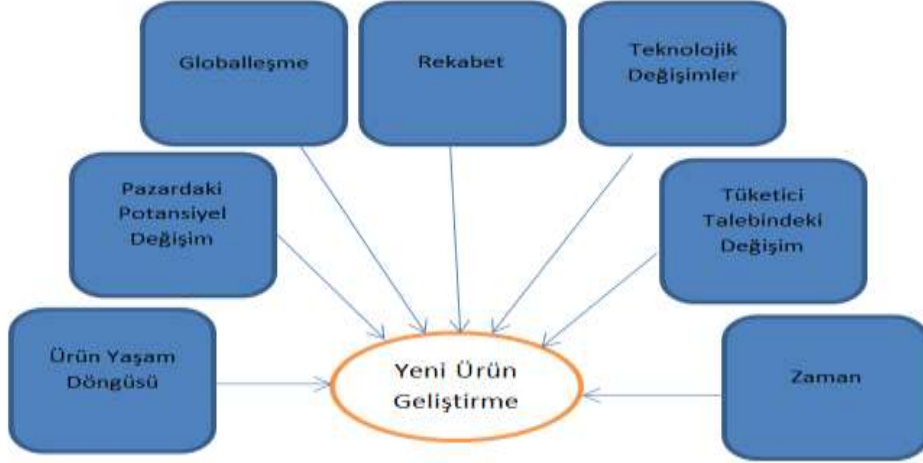 Globalleşme
Rekabet
Teknolojik
Değişimler
Pazardaki
Potansiyel
Değişim
Tüketici
Talebindeki
Değişim
Ürün Yaşam
Döngüsü
Yeni Ürün
Geliştirme
Zaman